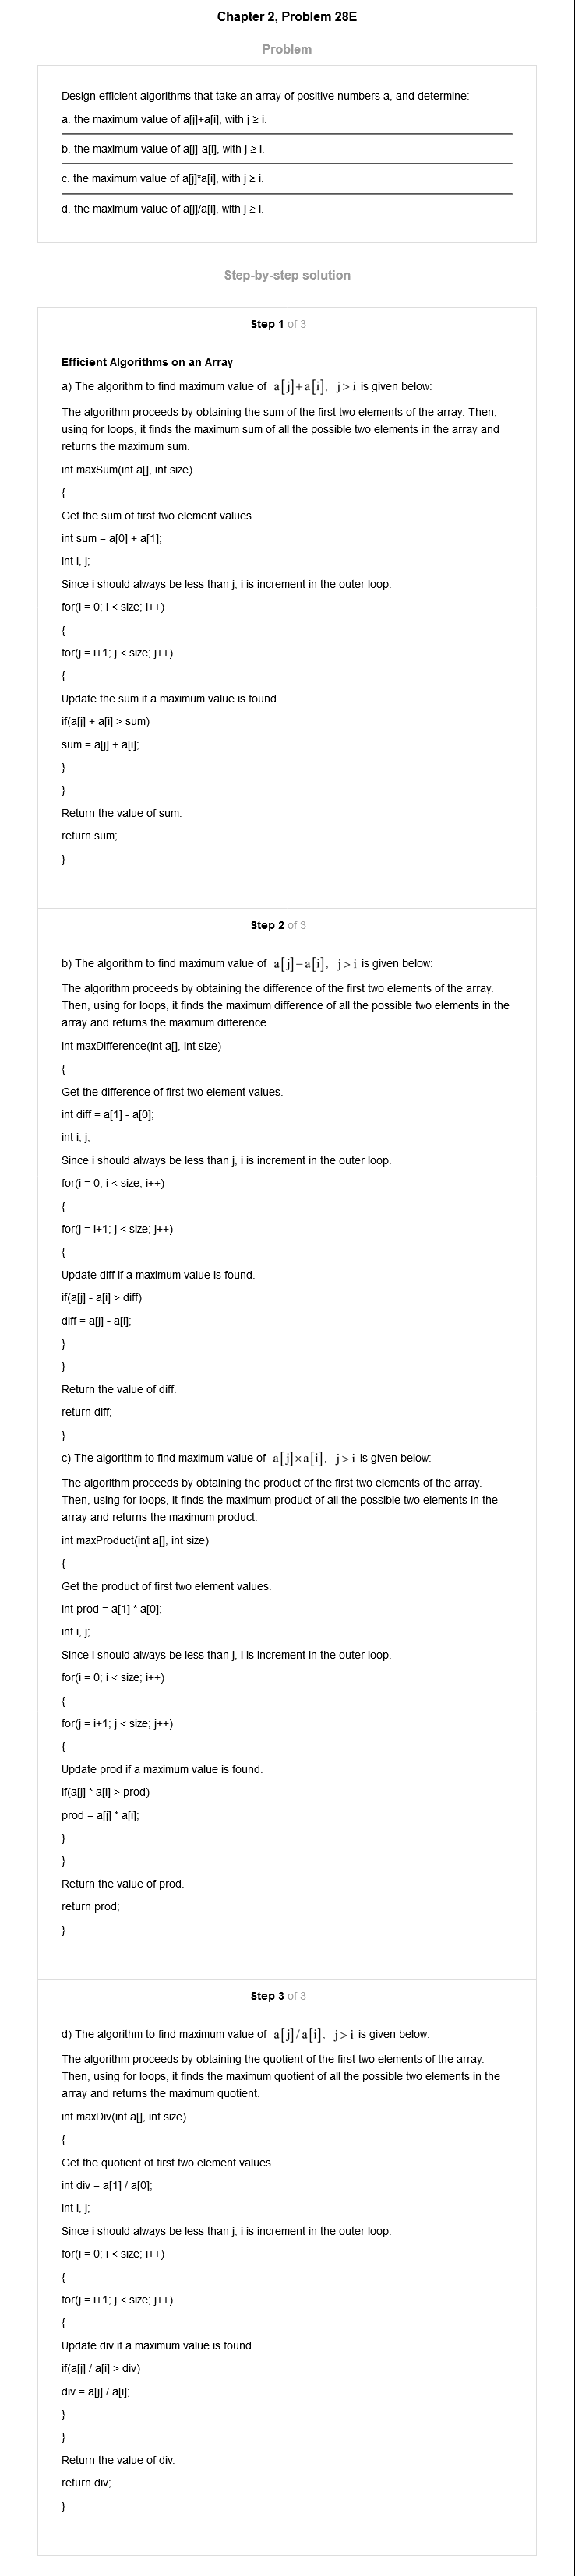 Chapter 2, Problem 28E
Problem
Design efficient algorithms that take an array of positive numbers a, and determine:
a. the maximum value of a[j]+a[i], with j ≥ i.
b. the maximum value of a[j]-a[i], with j ≥ i.
c. the maximum value of a[j]*a[i], with j ≥ i.
d. the maximum value of a[j]/a[i], with j ≥ i.
Step-by-step solution
Step 1 of 3
Efficient Algorithms on an Array
a) The algorithm to find maximum value of a[j]+a[i], j>i is given below:
The algorithm proceeds by obtaining the sum of the first two elements of the array. Then,
using for loops, it finds the maximum sum of all the possible two elements in the array and
returns the maximum sum.
int maxSum(int a[], int size)
{
Get the sum of first two element values.
int sum = a[0] + a[1];
int i, j;
Since i should always be less than j, i is increment in the outer loop.
for(i = 0; i < size; i++)
{
for(j = i+1; j < size; j++)
{
Update the sum if a maximum value is found.
if(a[j] + a[i] > sum)
sum = a[j] + a[i];
}
}
Return the value of sum.
return sum;
}
Step 2 of 3
b) The algorithm to find maximum value of a[j]−a[i], j>i is given below:
The algorithm proceeds by obtaining the difference of the first two elements of the array.
Then, using for loops, it finds the maximum difference of all the possible two elements in the
array and returns the maximum difference.
int maxDifference(int a[], int size)
{
Get the difference of first two element values.
int diff = a[1] - a[0];
int i, j;
Since i should always be less than j, i is increment in the outer loop.
for(i = 0; i < size; i++)
{
for(j = i+1; j < size; j++)
{
Update diff if a maximum value is found.
if(a[j] - a[i] > diff)
diff = a[j] - a[i];
}
}
Return the value of diff.
return diff;
}
c) The algorithm to find maximum value of a[j]×a[i], j>i is given below:
The algorithm proceeds by obtaining the product of the first two elements of the array.
Then, using for loops, it finds the maximum product of all the possible two elements in the
array and returns the maximum product.
int maxProduct(int a[], int size)
{
Get the product of first two element values.
int prod = a[1] * a[0];
int i, j;
Since i should always be less than j, i is increment in the outer loop.
for(i = 0; i < size; i++)
{
for(j = i+1; j < size; j++)
{
Update prod if a maximum value is found.
if(a[j] * a[i] > prod)
prod = a[j] * a[i];
}
}
Return the value of prod.
return prod;
}
Step 3 of 3
d) The algorithm to find maximum value of a[j]/a[i], j>i is given below:
The algorithm proceeds by obtaining the quotient of the first two elements of the array.
Then, using for loops, it finds the maximum quotient of all the possible two elements in the
array and returns the maximum quotient.
int maxDiv(int a[], int size)
{
Get the quotient of first two element values.
int div = a[1] / a[0];
int i, j;
Since i should always be less than j, i is increment in the outer loop.
for(i = 0; i < size; i++)
{
for(j = i+1; j < size; j++)
{
Update div if a maximum value is found.
if(a[j] / a[i] > div)
div = a[j] / a[i];
}
}
Return the value of div.
return div;
}